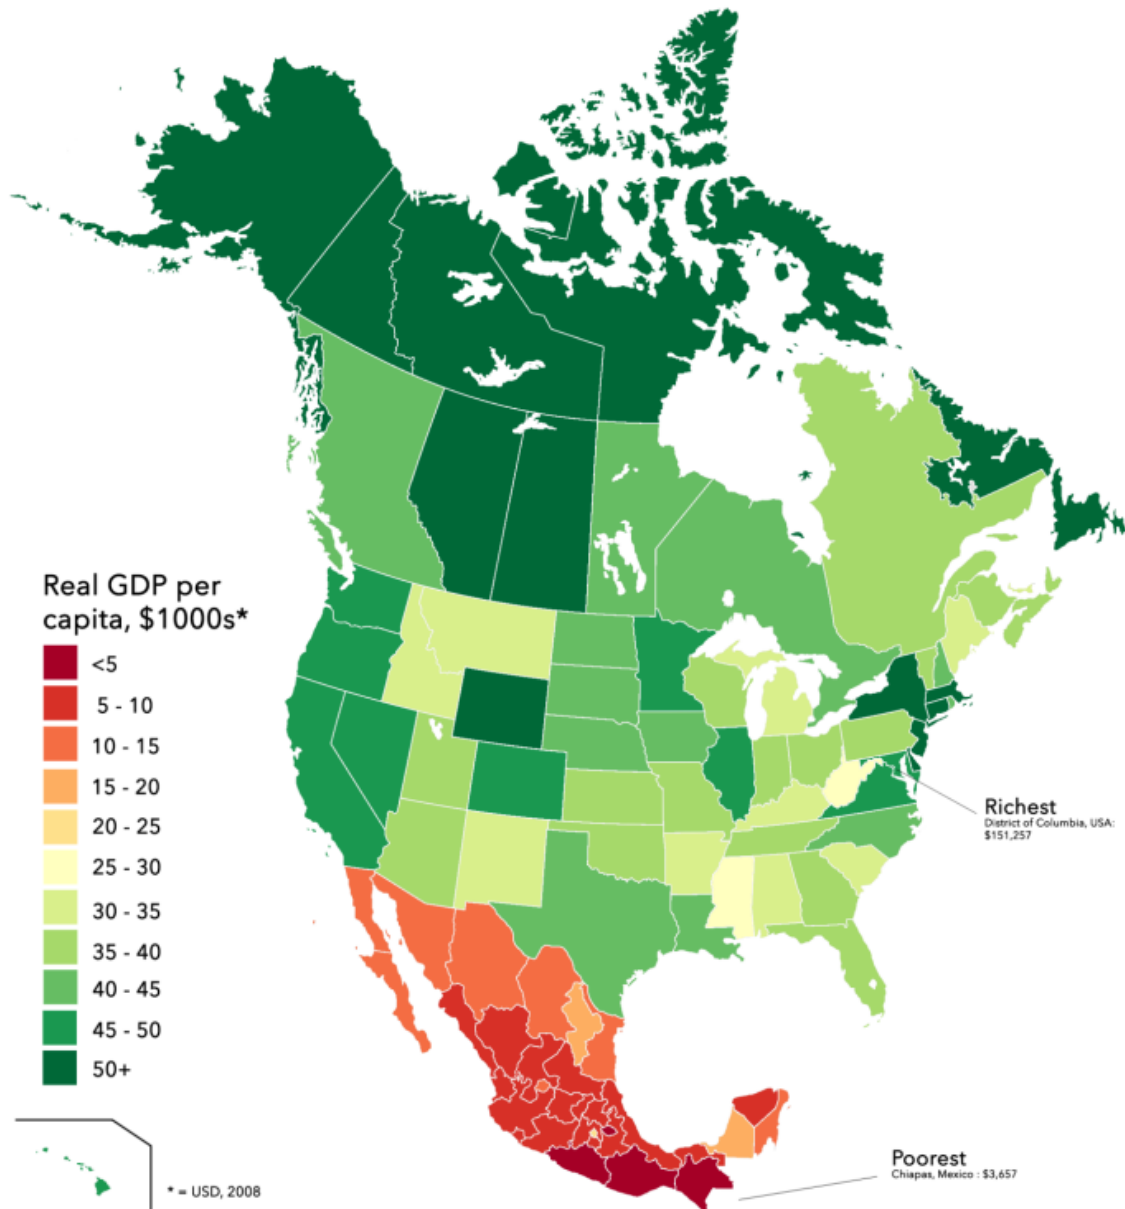 Real GDP per
capita, $1000s*
<5
5 - 10
10 - 15
15 - 20
20 - 25
25 - 30
30 - 35
35 - 40
40 - 45
45 - 50
50+
Richest
District of Columbia, USA:
$151,257
Poorest
Chiapas, Mexico : $3,657
* = USD, 2008